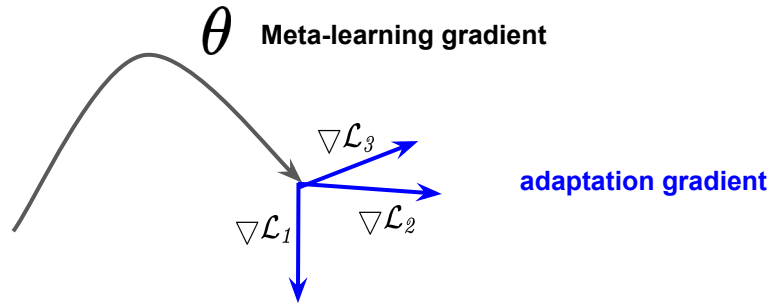 θ Meta-learning gradient
∇ℒ₃
adaptation gradient
∇ℒ₁
∇ℒ₂